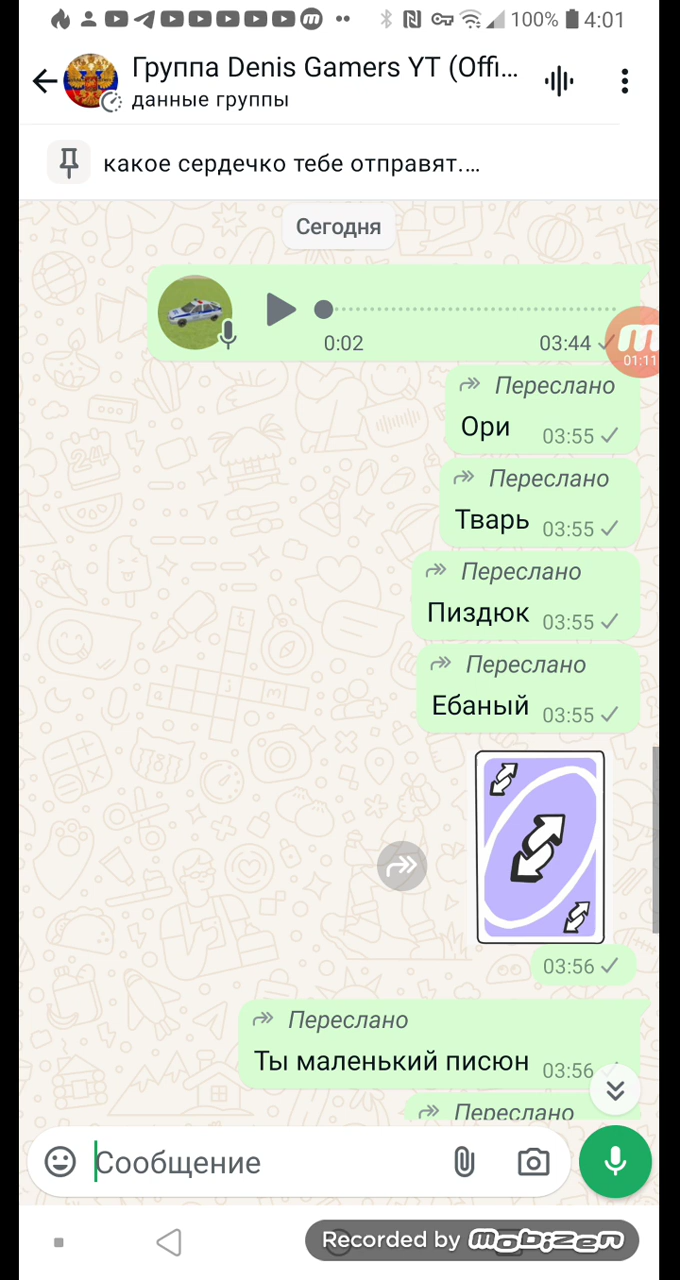 100% 4:01
Группа Denis Gamers YT (Offi...
данные группы
какое сердечко тебе отправят....
Сегодня
0:02 03:44
01:11
Переслано
Ори 03:55
Переслано
Тварь 03:55
Переслано
Пиздюк 03:55
Переслано
Ебаный 03:55
03:56
Переслано
Ты маленький писюн 03:56
Переслано
Сообщение
Recorded by mobizen